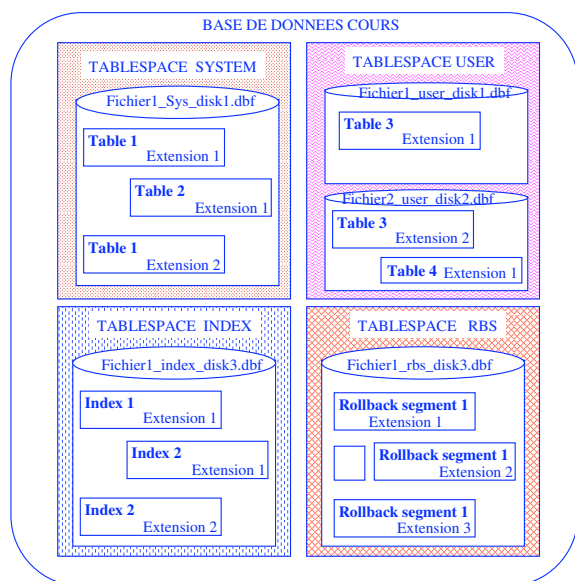 BASE DE DONNEES COURS
TABLESPACE SYSTEM
Fichier1_Sys_disk1.dbf
Table 1
Extension 1
Table 2
Extension 1
Table 1
Extension 2
TABLESPACE USER
Fichier1_user_disk1.dbf
Table 3
Extension 1
Fichier2_user_disk2.dbf
Table 3
Extension 2
Table 4 Extension 1
TABLESPACE INDEX
Fichier1_index_disk3.dbf
Index 1
Extension 1
Index 2
Extension 1
Index 2
Extension 2
TABLESPACE RBS
Fichier1_rbs_disk3.dbf
Rollback segment 1
Extension 1
Rollback segment 1
Extension 2
Rollback segment 1
Extension 3